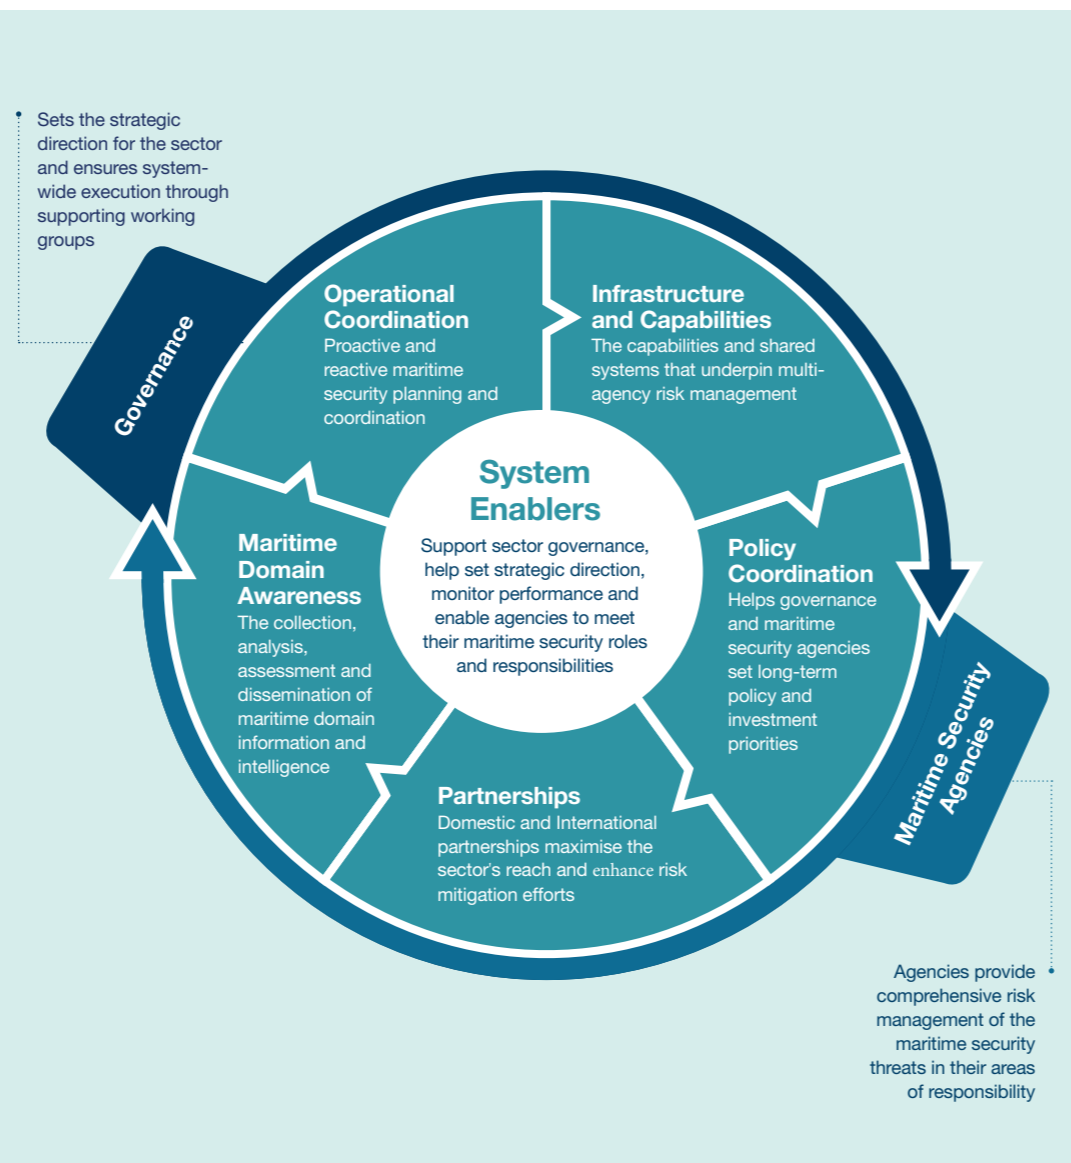 Sets the strategic
direction for the sector
and ensures system-
wide execution through
supporting working
groups
Governance
Operational
Coordination
Proactive and
reactive maritime
security planning and
coordination
Infrastructure
and Capabilities
The capabilities and shared
systems that underpin multi-
agency risk management
System
Enablers
Support sector governance,
help set strategic direction,
monitor performance and
enable agencies to meet
their maritime security roles
and responsibilities
Maritime
Domain
Awareness
The collection,
analysis,
assessment and
dissemination of
maritime domain
information and
intelligence
Policy
Coordination
Helps governance
and maritime
security agencies
set long-term
policy and
investment
priorities
Partnerships
Domestic and International
partnerships maximise the
sector's reach and enhance risk
mitigation efforts
Maritime Security
Agencies
Agencies provide
comprehensive risk
management of the
maritime security
threats in their areas
of responsibility